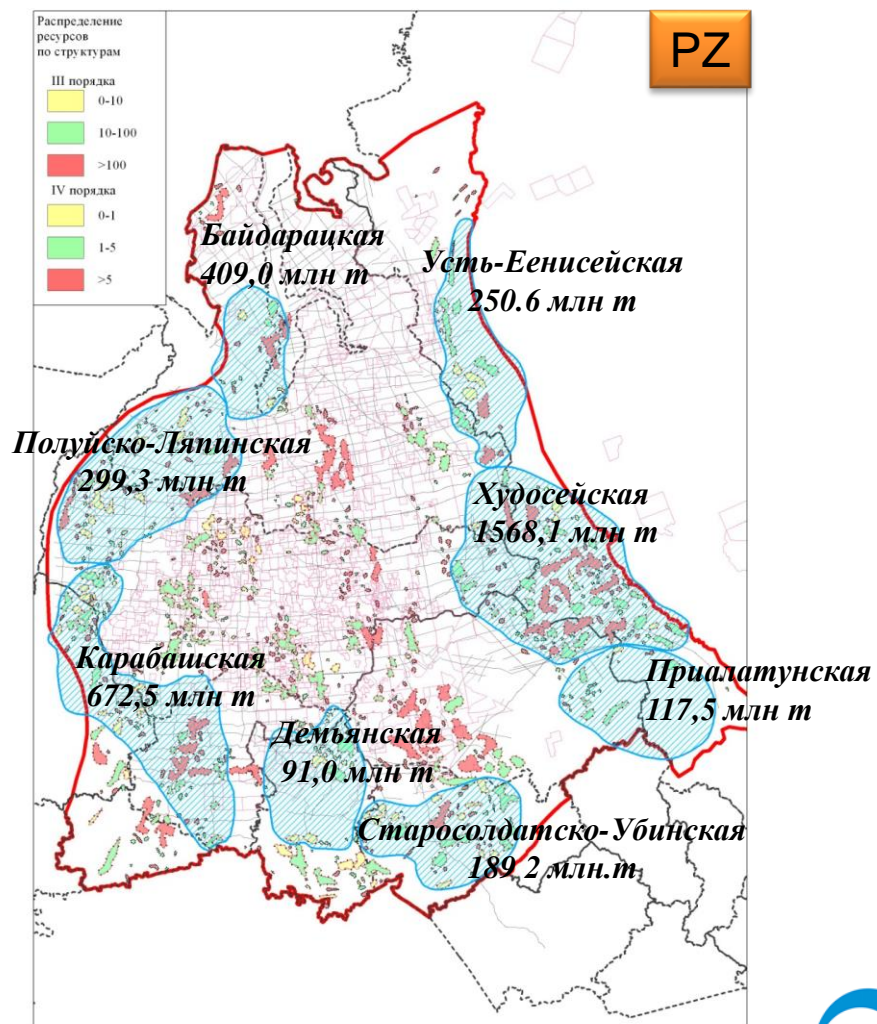 Распределение
ресурсов
по структурам
III порядка
0-10
10-100
>100
IV порядка
0-1
1-5
>5
PZ
Байдарацкая
409,0 млн т
Усть-Еенисейская
250.6 млн т
Полуйско-Ляпинская
299,3 млн т
Худосейская
1568,1 млн т
Карабашская
672,5 млн т
Приалатунская
117,5 млн т
Демьянская
91,0 млн т
Старосолдатско-Убинская
189,2 млн.т